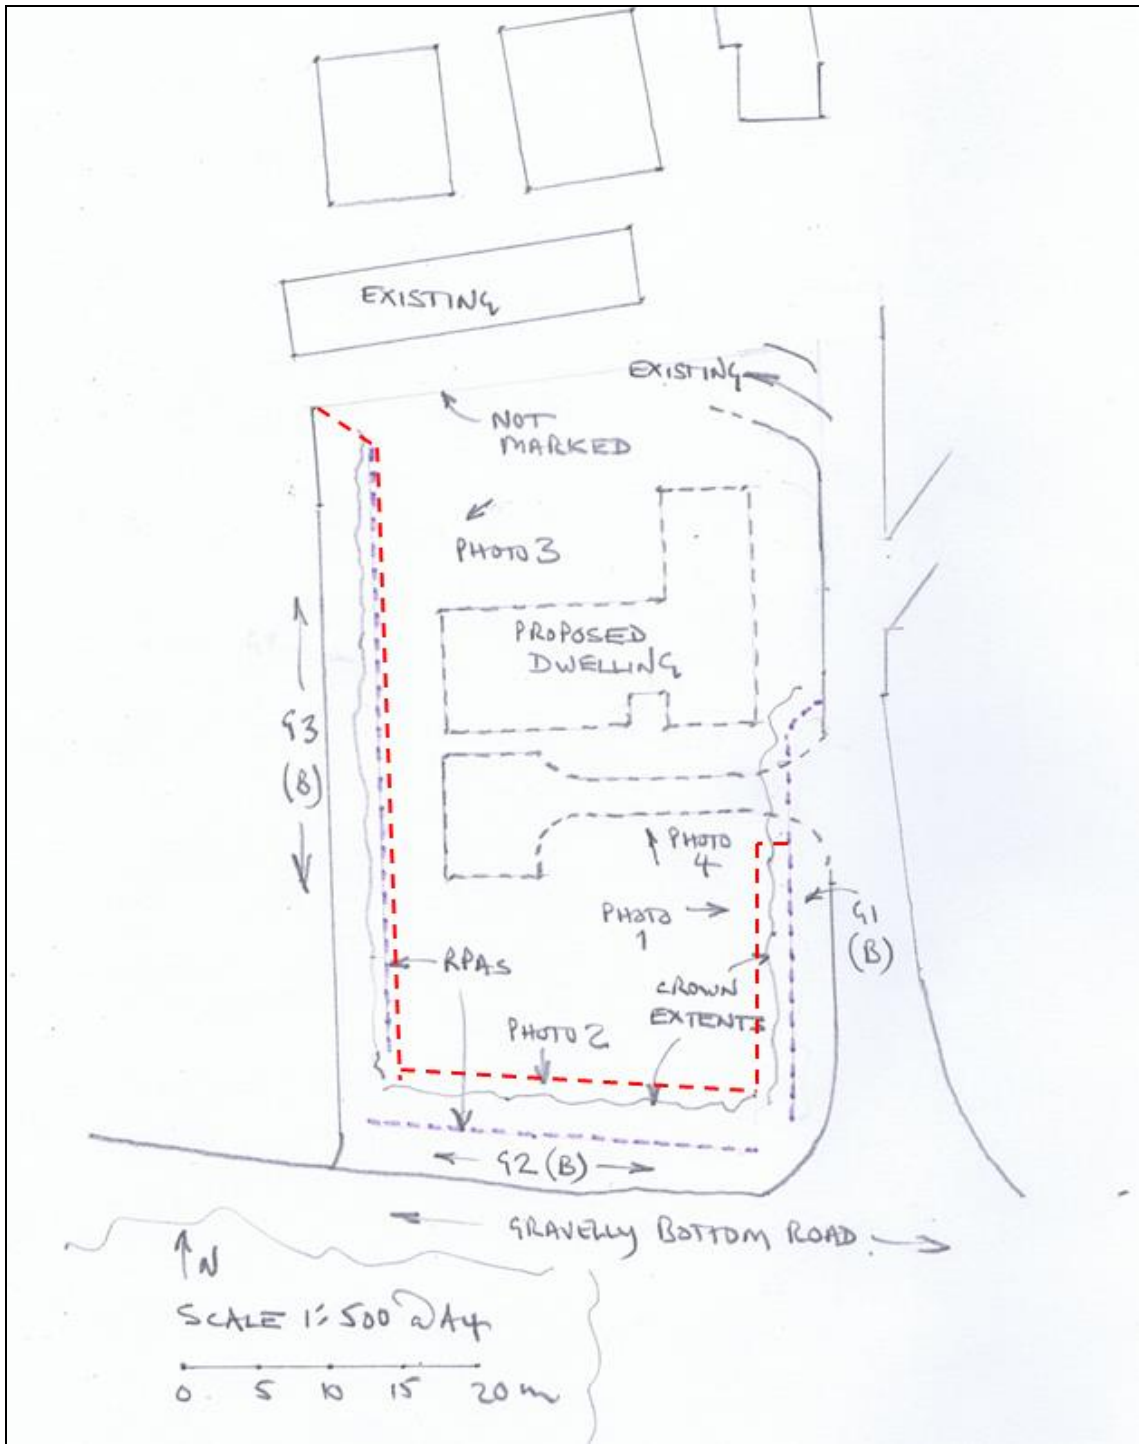 EXISTING
EXISTING
NOT
MARKED
PHOTO 3
PROPOSED
DWELLING
G3
(B)
PHOTO
4
PHOTO
1
G1
(B)
RPAS
CROWN
EXTENTS
PHOTO 2
G2 (B)
GRAVELLY BOTTOM ROAD
N
SCALE 1:500 @ A4
0 5 10 15 20 m